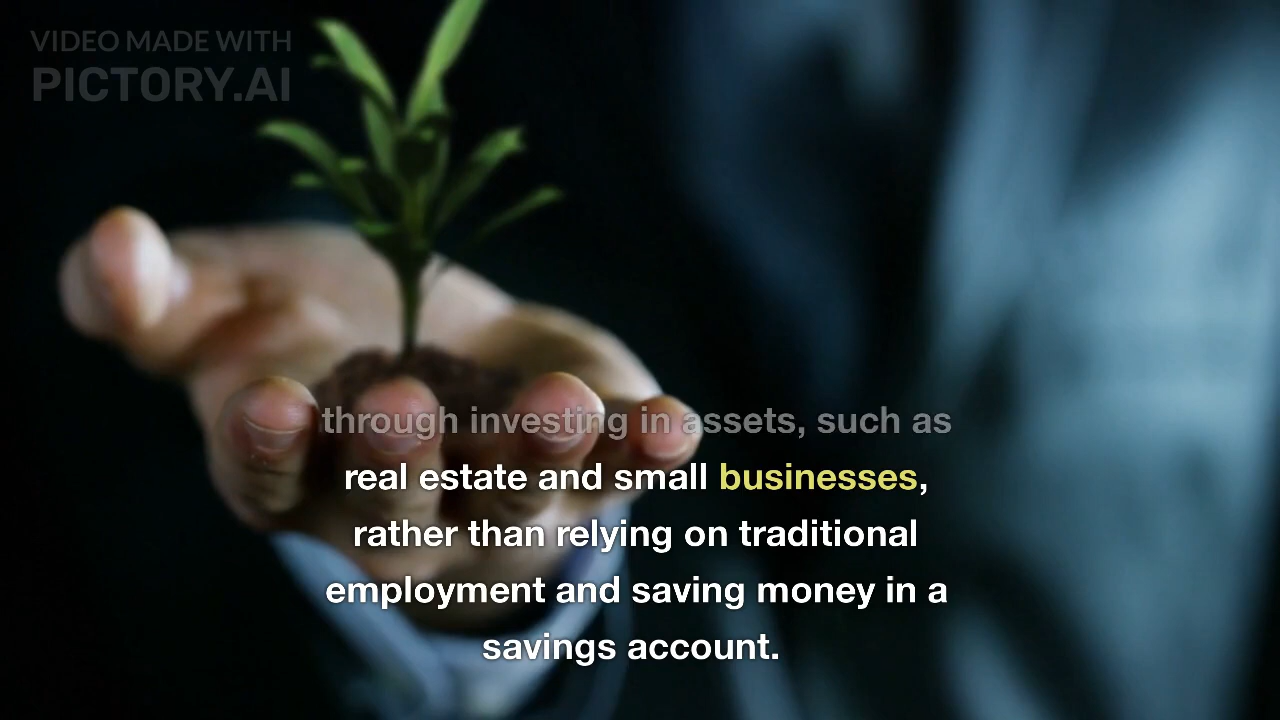 VIDEO MADE WITH
PICTORY.AI
through investing in assets, such as
real estate and small businesses,
rather than relying on traditional
employment and saving money in a
savings account.